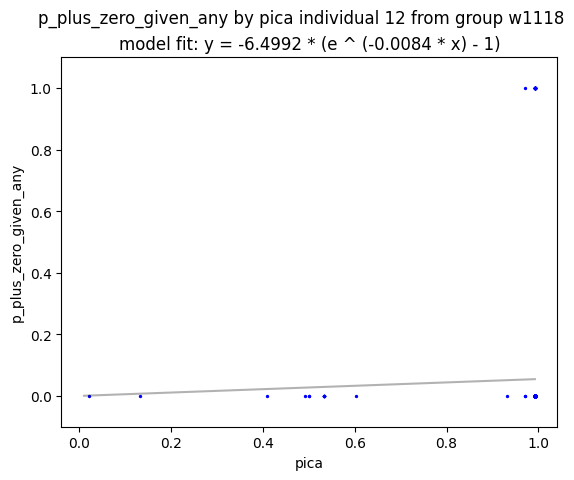 p_plus_zero_given_any by pica individual 12 from group w1118
model fit: y = -6.4992 * (e ^ (-0.0084 * x) - 1)
1.0
0.8
0.6
0.4
0.2
0.0
p_plus_zero_given_any
0.0 0.2 0.4 0.6 0.8 1.0
pica